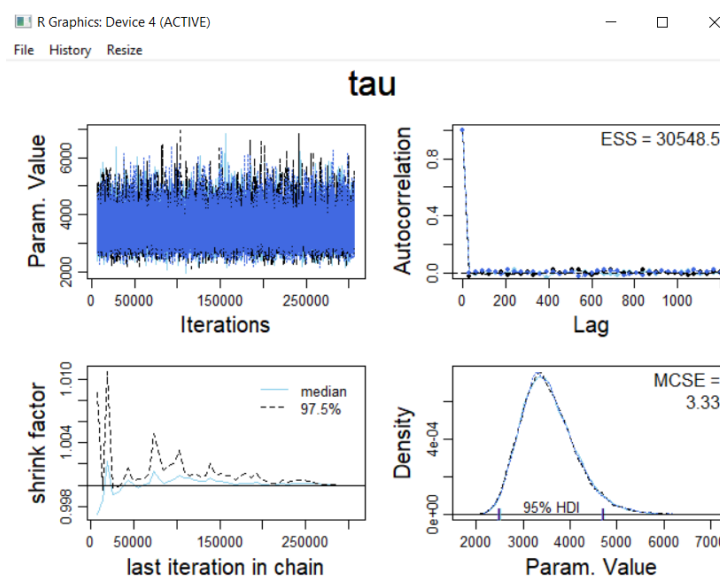 R Graphics: Device 4 (ACTIVE)
File History Resize
tau
Param. Value
2000 4000 6000
0 50000 150000 250000
Iterations
Autocorrelation
0.0 0.4 0.8
ESS = 30548.5
0 200 400 600 800 1000
Lag
shrink factor
0.998 1.004 1.010
median
97.5%
0 50000 150000 250000
last iteration in chain
Density
0e+00 4e-04
MCSE =
3.33
95% HDI
2000 3000 4000 5000 6000 7000
Param. Value